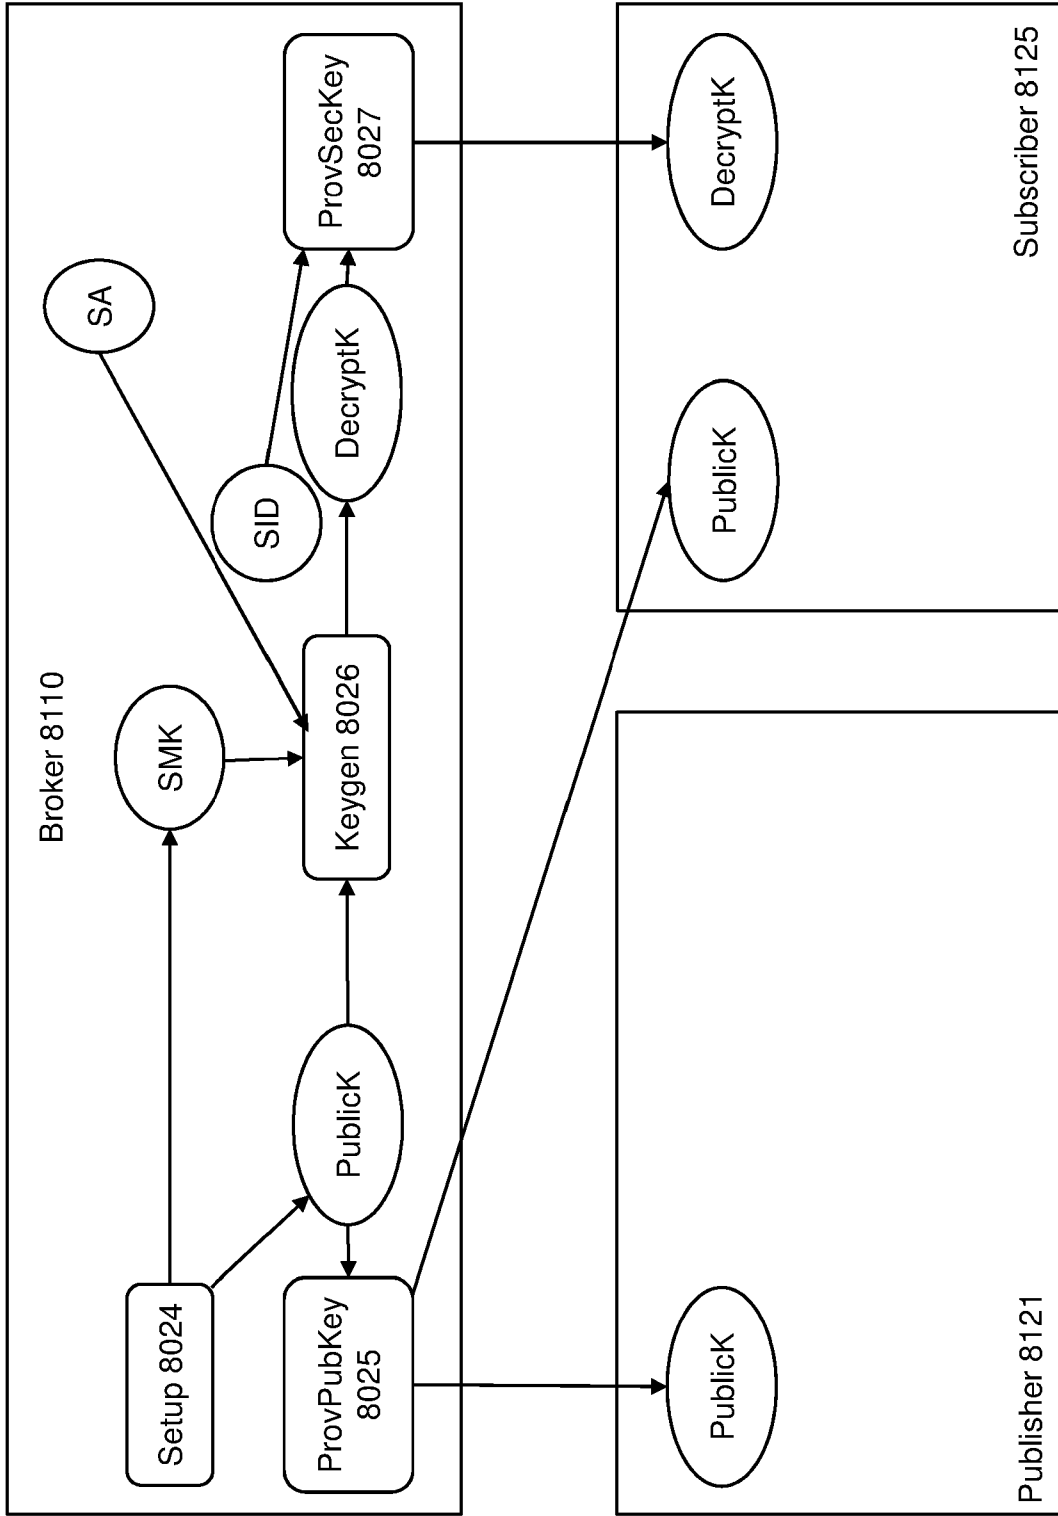 Broker 8110
Setup 8024
SMK
SA
SID
ProvPubKey
8025
PublicK
Keygen 8026
DecryptK
ProvSecKey
8027
PublicK
Publisher 8121
PublicK
DecryptK
Subscriber 8125